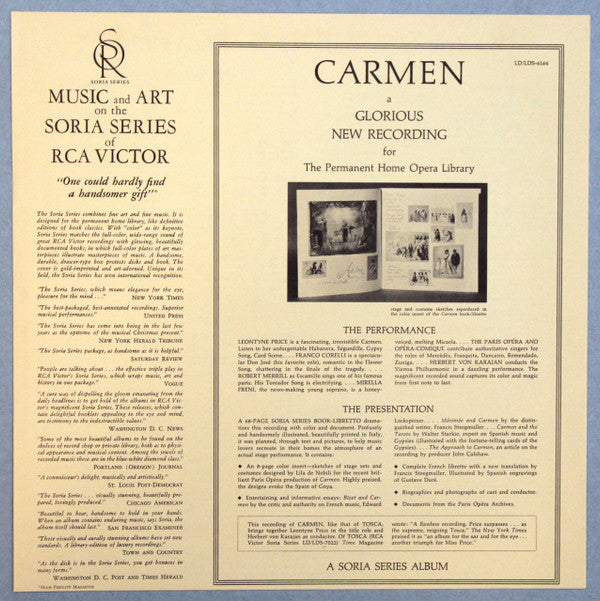 SR
SORIA SERIES
MUSIC and ART
on the
SORIA SERIES
of
RCA VICTOR
"One could hardly find
a handsomer gift"*
The Soria Series combines fine art and fine music. It is
designed for the permanent home library, like definitive
editions of book classics. With "color" as its keynote,
Soria Series matches the full-color, wide-range sound of
great RCA Victor recordings with glowing, beautifully
documented books, in which full-color plates of art mas-
terpieces illustrate masterpieces of music. A handsome,
durable, drawer-type box protects discs and book. The
cover is gold-imprinted and art-adorned. Unique in its
field, the Soria Series has won international recognition.
"The Soria Series, which means elegance for the eye,
pleasure for the mind . . ."
NEW YORK TIMES
"The best-packaged, best-annotated recordings. Superior
musical performances."
UNITED PRESS
"The Soria Series has come into being in the last few
years as the epitome of the musical Christmas present."
NEW YORK HERALD TRIBUNE
"The Soria Series package, as handsome as it is helpful."
SATURDAY REVIEW
"People are talking about . . . the effective triple play in
RCA Victor's Soria Series, which wraps music, art and
history in one package."
VOGUE
"A sure way of dispelling the gloom emanating from the
daily headlines is to get hold of the albums in RCA Vic-
tor's magnificent Soria Series. These releases, which con-
tain delightful booklets appealing to the eye and mind,
are testimony to the indestructible values."
WASHINGTON D. C. NEWS
"Some of the most beautiful albums to be found on the
shelves of record shops, beautiful, both as to physi-
cal appearance and musical content. Among the jewels of
recorded music these are in the blue-white diamond class."
PORTLAND (OREGON) JOURNAL
"A connoisseur's delight, musically and artistically."
ST. LOUIS POST-DEMOCRAT
"The Soria Series . . . visually stunning, beautifully pre-
pared, lovingly produced."
CHICAGO AMERICAN
"Beautiful to hear, handsome to hold in your hands.
When an album contains enduring music, says Soria, the
album itself should last."
SAN FRANCISCO EXAMINER
"These visually and aurally stunning albums have set new
standards. A library edition of luxury recordings."
TOWN and COUNTRY
"As the disk is in the Soria Series, you get bonuses in
many forms."
WASHINGTON D. C. POST AND TIMES HERALD
*HIGH FIDELITY MAGAZINE
LD/LDS-6164
CARMEN
a
GLORIOUS
NEW RECORDING
for
The Permanent Home Opera Library
stage and costume sketches reproduced in
the color insert of the Carmen book-libretto
THE PERFORMANCE
LEONTYNE PRICE is a fascinating, irresistible Carmen.
Listen to her unforgettable Habanera, Séguedille, Gypsy
Song, Card Scene. . . . FRANCO CORELLI is a spectacu-
lar Don José (his favorite role), romantic in the Flower
Song, shattering in the finale of the tragedy. . . .
ROBERT MERRILL as Escamillo sings one of his famous
parts. His Toreador Song is electrifying. . . . MIRELLA
FRENI, the news-making young soprano, is a honey-
voiced, melting Micaëla. . . . THE PARIS OPÉRA AND
OPÉRA-COMIQUE contribute authoritative singers for
the roles of Mercédès, Frasquita, Dancaïre, Remendado,
Zuniga. . . . HERBERT VON KARAJAN conducts the
Vienna Philharmonic in a dazzling performance. The
magnificent recorded sound captures its color and magic
from first note to last.
THE PRESENTATION
A 68-PAGE SORIA SERIES BOOK-LIBRETTO drama-
tizes this recording with color and document. Profusely
and handsomely illustrated, beautifully printed in Italy,
it was planned, through text and pictures, to help music
lovers recreate in their homes the atmosphere of an
actual stage performance. It contains:
◆ An 8-page color insert—sketches of stage sets and
costumes designed by Lila de Nobili for the recent bril-
liant Paris Opéra production of Carmen. Highly praised,
the designs evoke the Spain of Goya.
◆ Entertaining and informative essays: Bizet and Carmen
by the critic and authority on French music, Edward
Lockspeiser. . . . Mérimée and Carmen by the distin-
guished writer, Francis Steegmuller. . . . Carmen and the
Tarots by Walter Starkie, expert on Spanish music and
Gypsies (illustrated with the fortune-telling cards of the
Gypsies). . . . The Approach to Carmen, an article on the
recording by producer John Culshaw.
◆ Complete French libretto with a new translation by
Francis Steegmuller. Illustrated by Spanish engravings
of Gustave Doré.
◆ Biographies and photographs of cast and conductor.
◆ Documents from the Paris Opéra Archives.
This recording of CARMEN, like that of TOSCA,
brings together Leontyne Price in the title role and
Herbert von Karajan as conductor. Of TOSCA (RCA
Victor Soria Series LD/LDS-7022) Time Magazine
wrote: "A flawless recording, Price surpasses . . . as
the supreme, reigning Tosca." The New York Times
praised it as "an album for the ear and for the eye . . .
another triumph for Miss Price."
A SORIA SERIES ALBUM